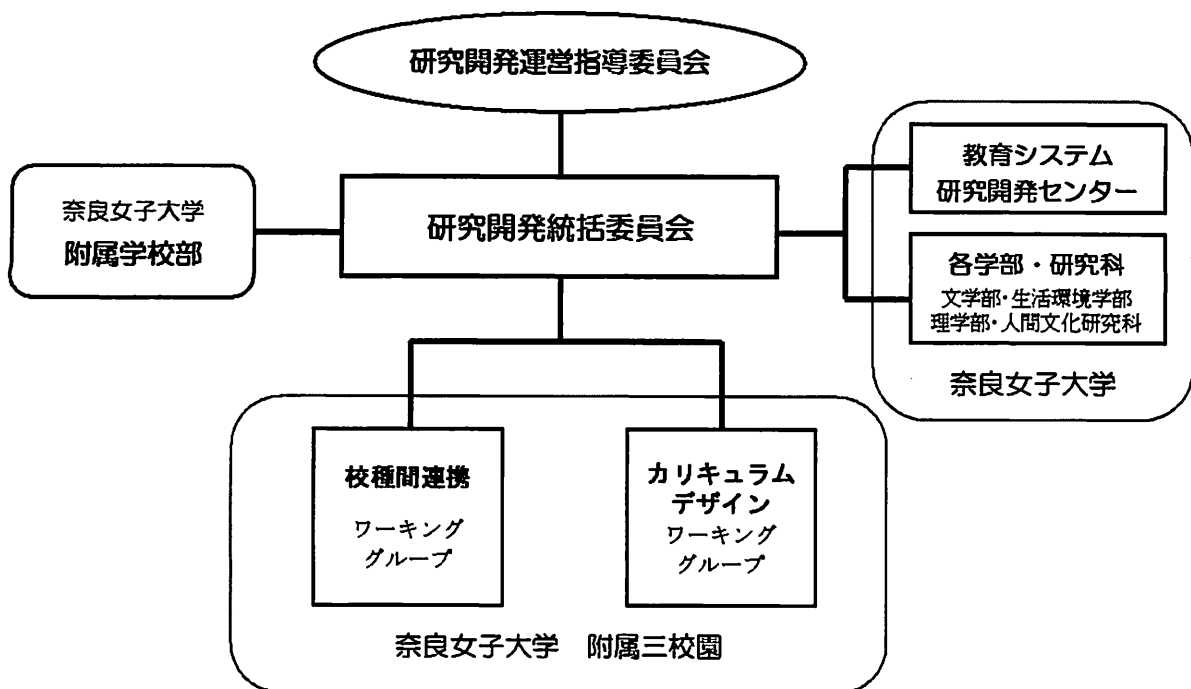 研究開発運営指導委員会
教育システム
研究開発センター
奈良女子大学
附属学校部
研究開発統括委員会
各学部・研究科
文学部・生活環境学部
理学部・人間文化研究科
奈良女子大学
校種間連携
ワーキング
グループ
カリキュラム
デザイン
ワーキング
グループ
奈良女子大学　附属三校園